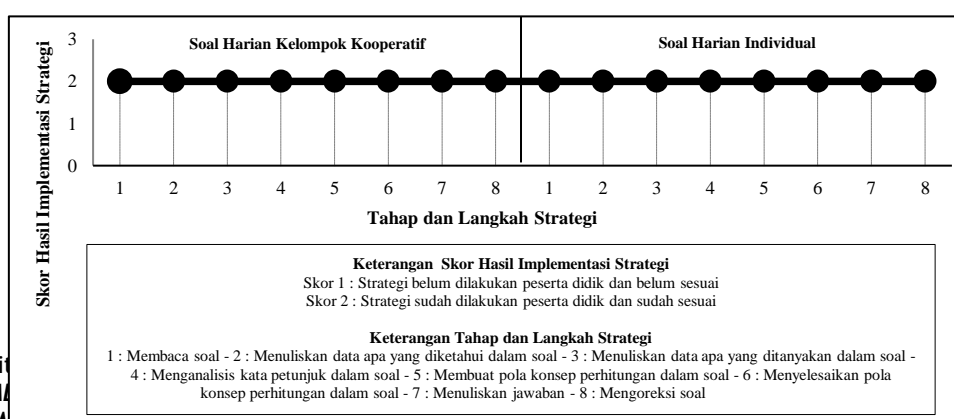 Soal Harian Kelompok Kooperatif
Soal Harian Individual
Skor Hasil Implementasi Strategi
3
2
1
0
1 2 3 4 5 6 7 8 1 2 3 4 5 6 7 8
Tahap dan Langkah Strategi
Keterangan Skor Hasil Implementasi Strategi
Skor 1 : Strategi belum dilakukan peserta didik dan belum sesuai
Skor 2 : Strategi sudah dilakukan peserta didik dan sudah sesuai
Keterangan Tahap dan Langkah Strategi
1 : Membaca soal - 2 : Menuliskan data apa yang diketahui dalam soal - 3 : Menuliskan data apa yang ditanyakan dalam soal -
4 : Menganalisis kata petunjuk dalam soal - 5 : Membuat pola konsep perhitungan dalam soal - 6 : Menyelesaikan pola
konsep perhitungan dalam soal - 7 : Menuliskan jawaban - 8 : Mengoreksi soal